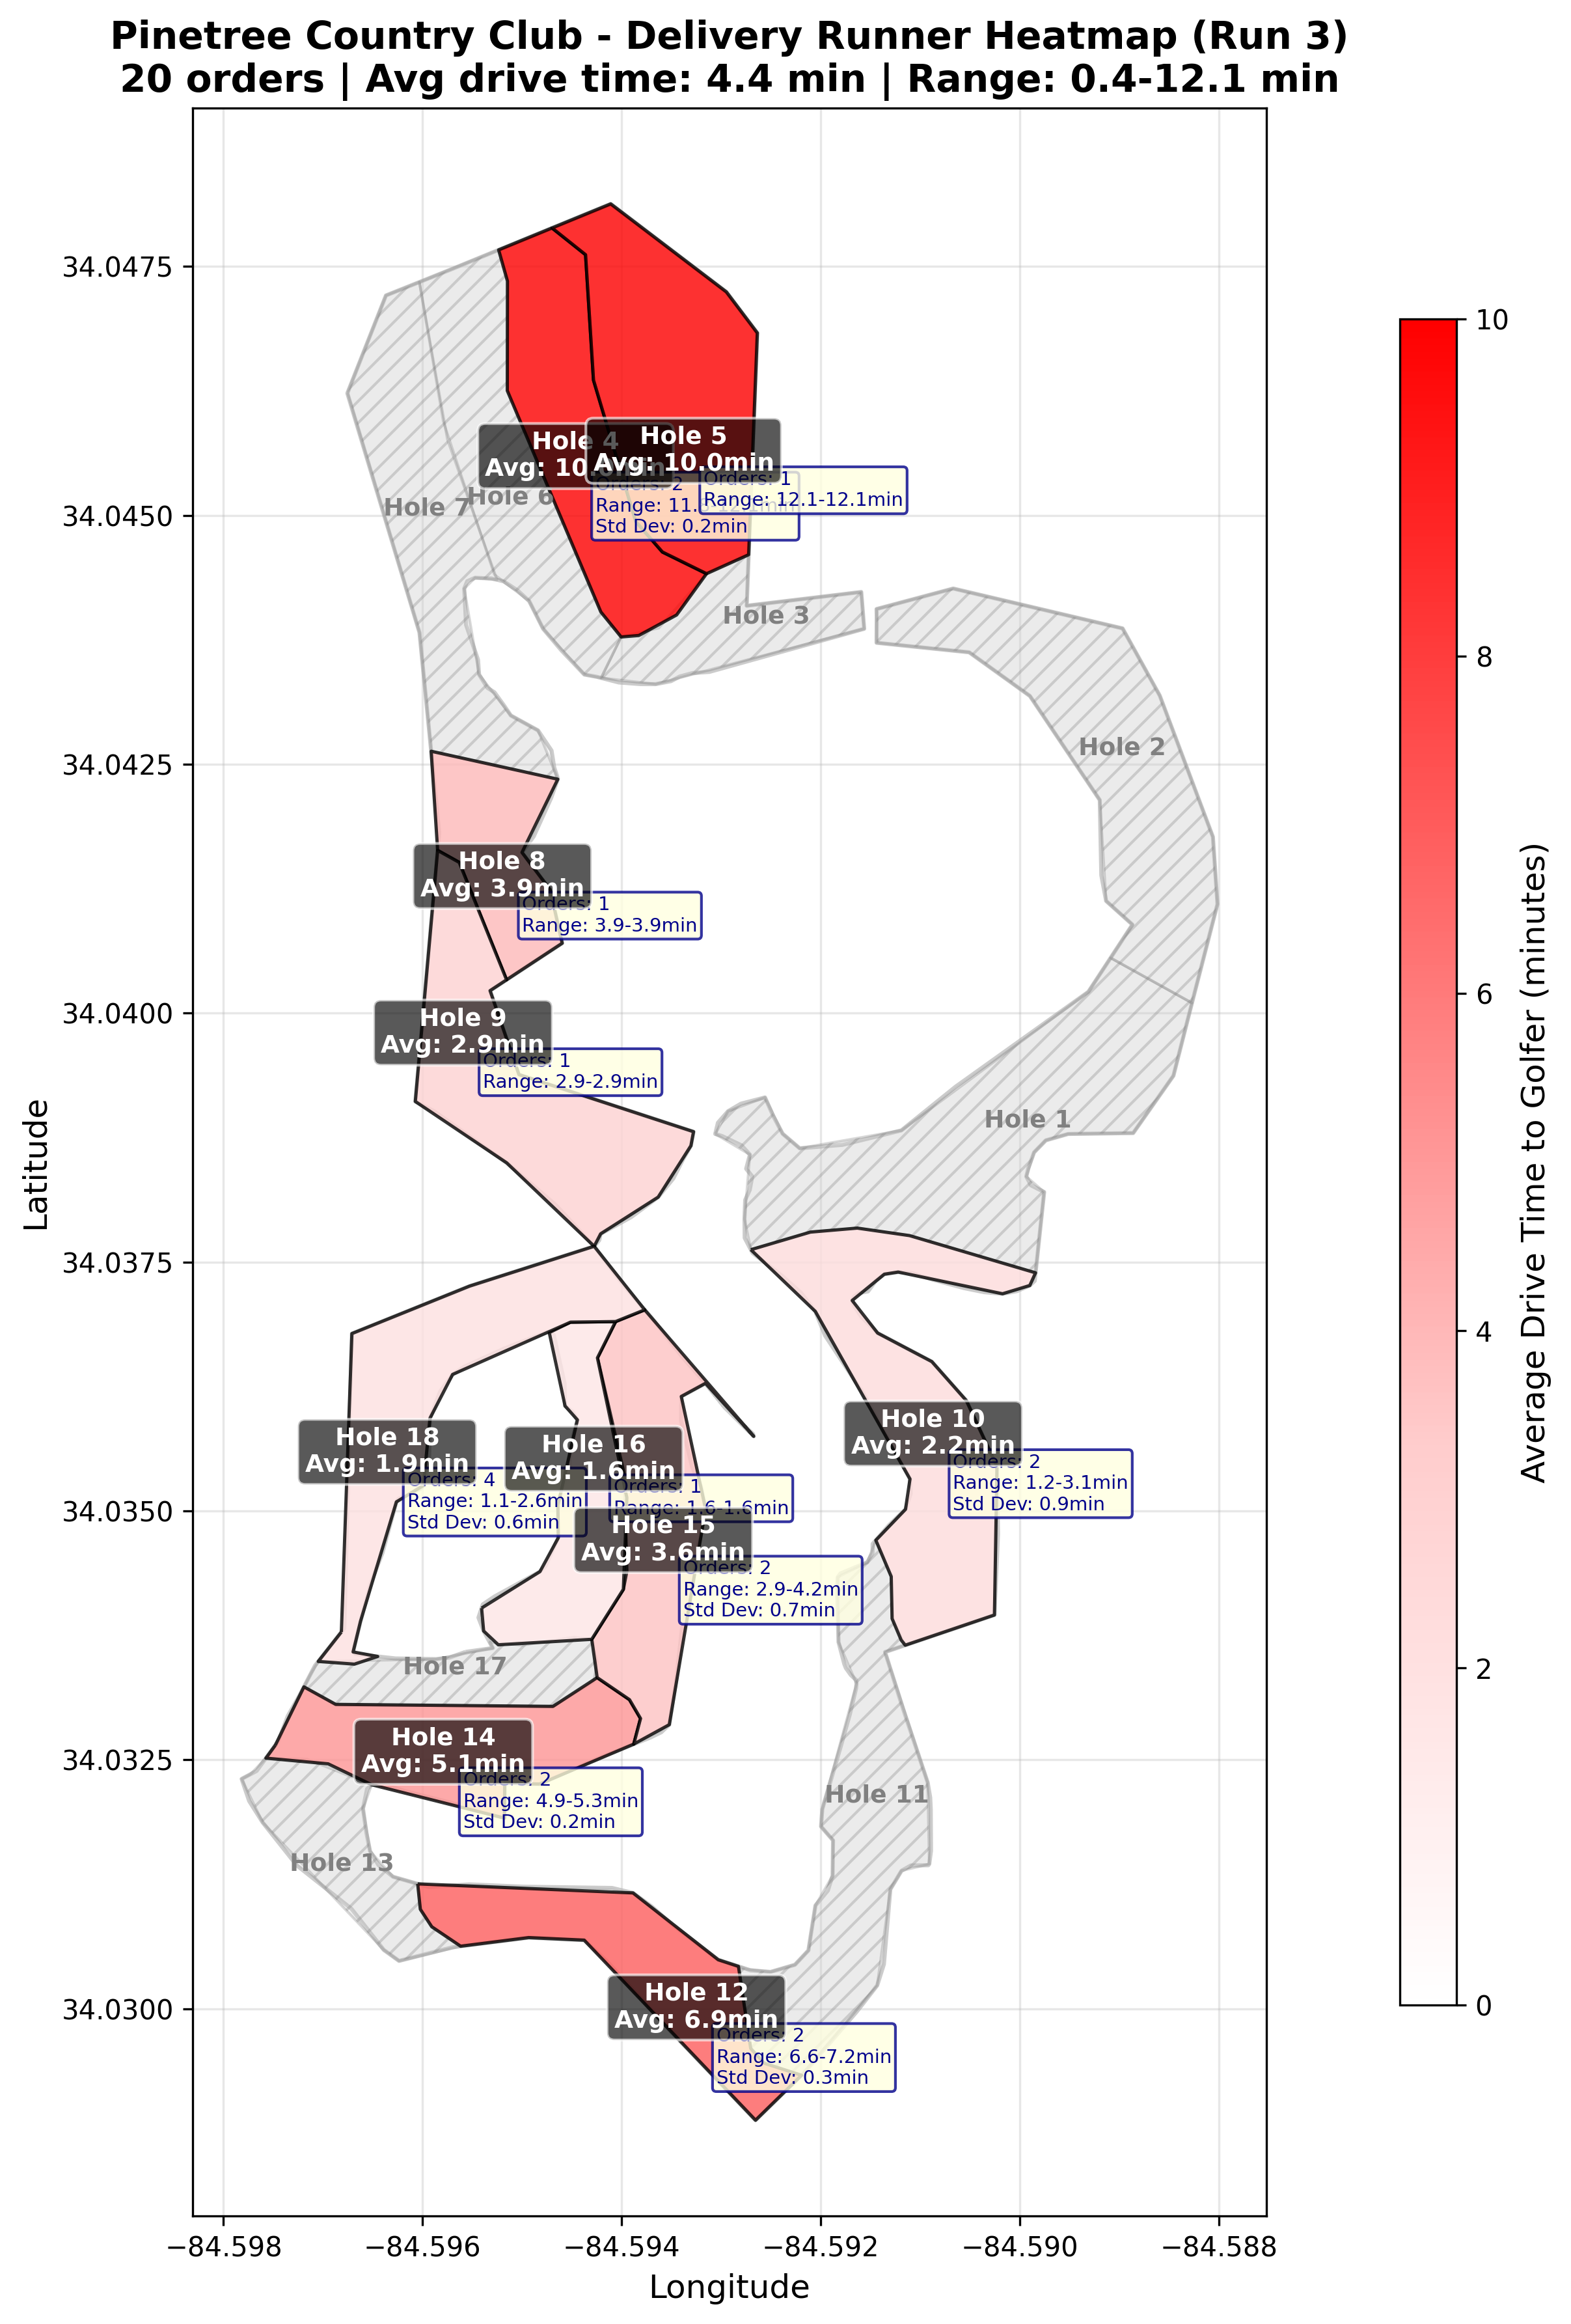 Pinetree Country Club - Delivery Runner Heatmap (Run 3)
20 orders | Avg drive time: 4.4 min | Range: 0.4-12.1 min
Latitude
34.0475
34.0450
34.0425
34.0400
34.0375
34.0350
34.0325
34.0300
Hole 4
Avg: 10.0min
Orders: 2
Range: 11.
Std Dev: 0.2min
Hole 5
Avg: 10.0min
Orders: 1
Range: 12.1-12.1min
Hole 7
Hole 6
Hole 3
Hole 2
Hole 8
Avg: 3.9min
Orders: 1
Range: 3.9-3.9min
Hole 9
Avg: 2.9min
Orders: 1
Range: 2.9-2.9min
Hole 1
Hole 10
Avg: 2.2min
Orders: 2
Range: 1.2-3.1min
Std Dev: 0.9min
Hole 18
Avg: 1.9min
Orders: 4
Range: 1.1-2.6min
Std Dev: 0.6min
Hole 16
Avg: 1.6min
Orders: 1
Range: 1.6-1.6min
Hole 15
Avg: 3.6min
Orders: 2
Range: 2.9-4.2min
Std Dev: 0.7min
Hole 17
Hole 14
Avg: 5.1min
Orders: 2
Range: 4.9-5.3min
Std Dev: 0.2min
Hole 11
Hole 13
Hole 12
Avg: 6.9min
Orders: 2
Range: 6.6-7.2min
Std Dev: 0.3min
−84.598
−84.596
−84.594
−84.592
−84.590
−84.588
Longitude
10
8
6
4
2
0
Average Drive Time to Golfer (minutes)